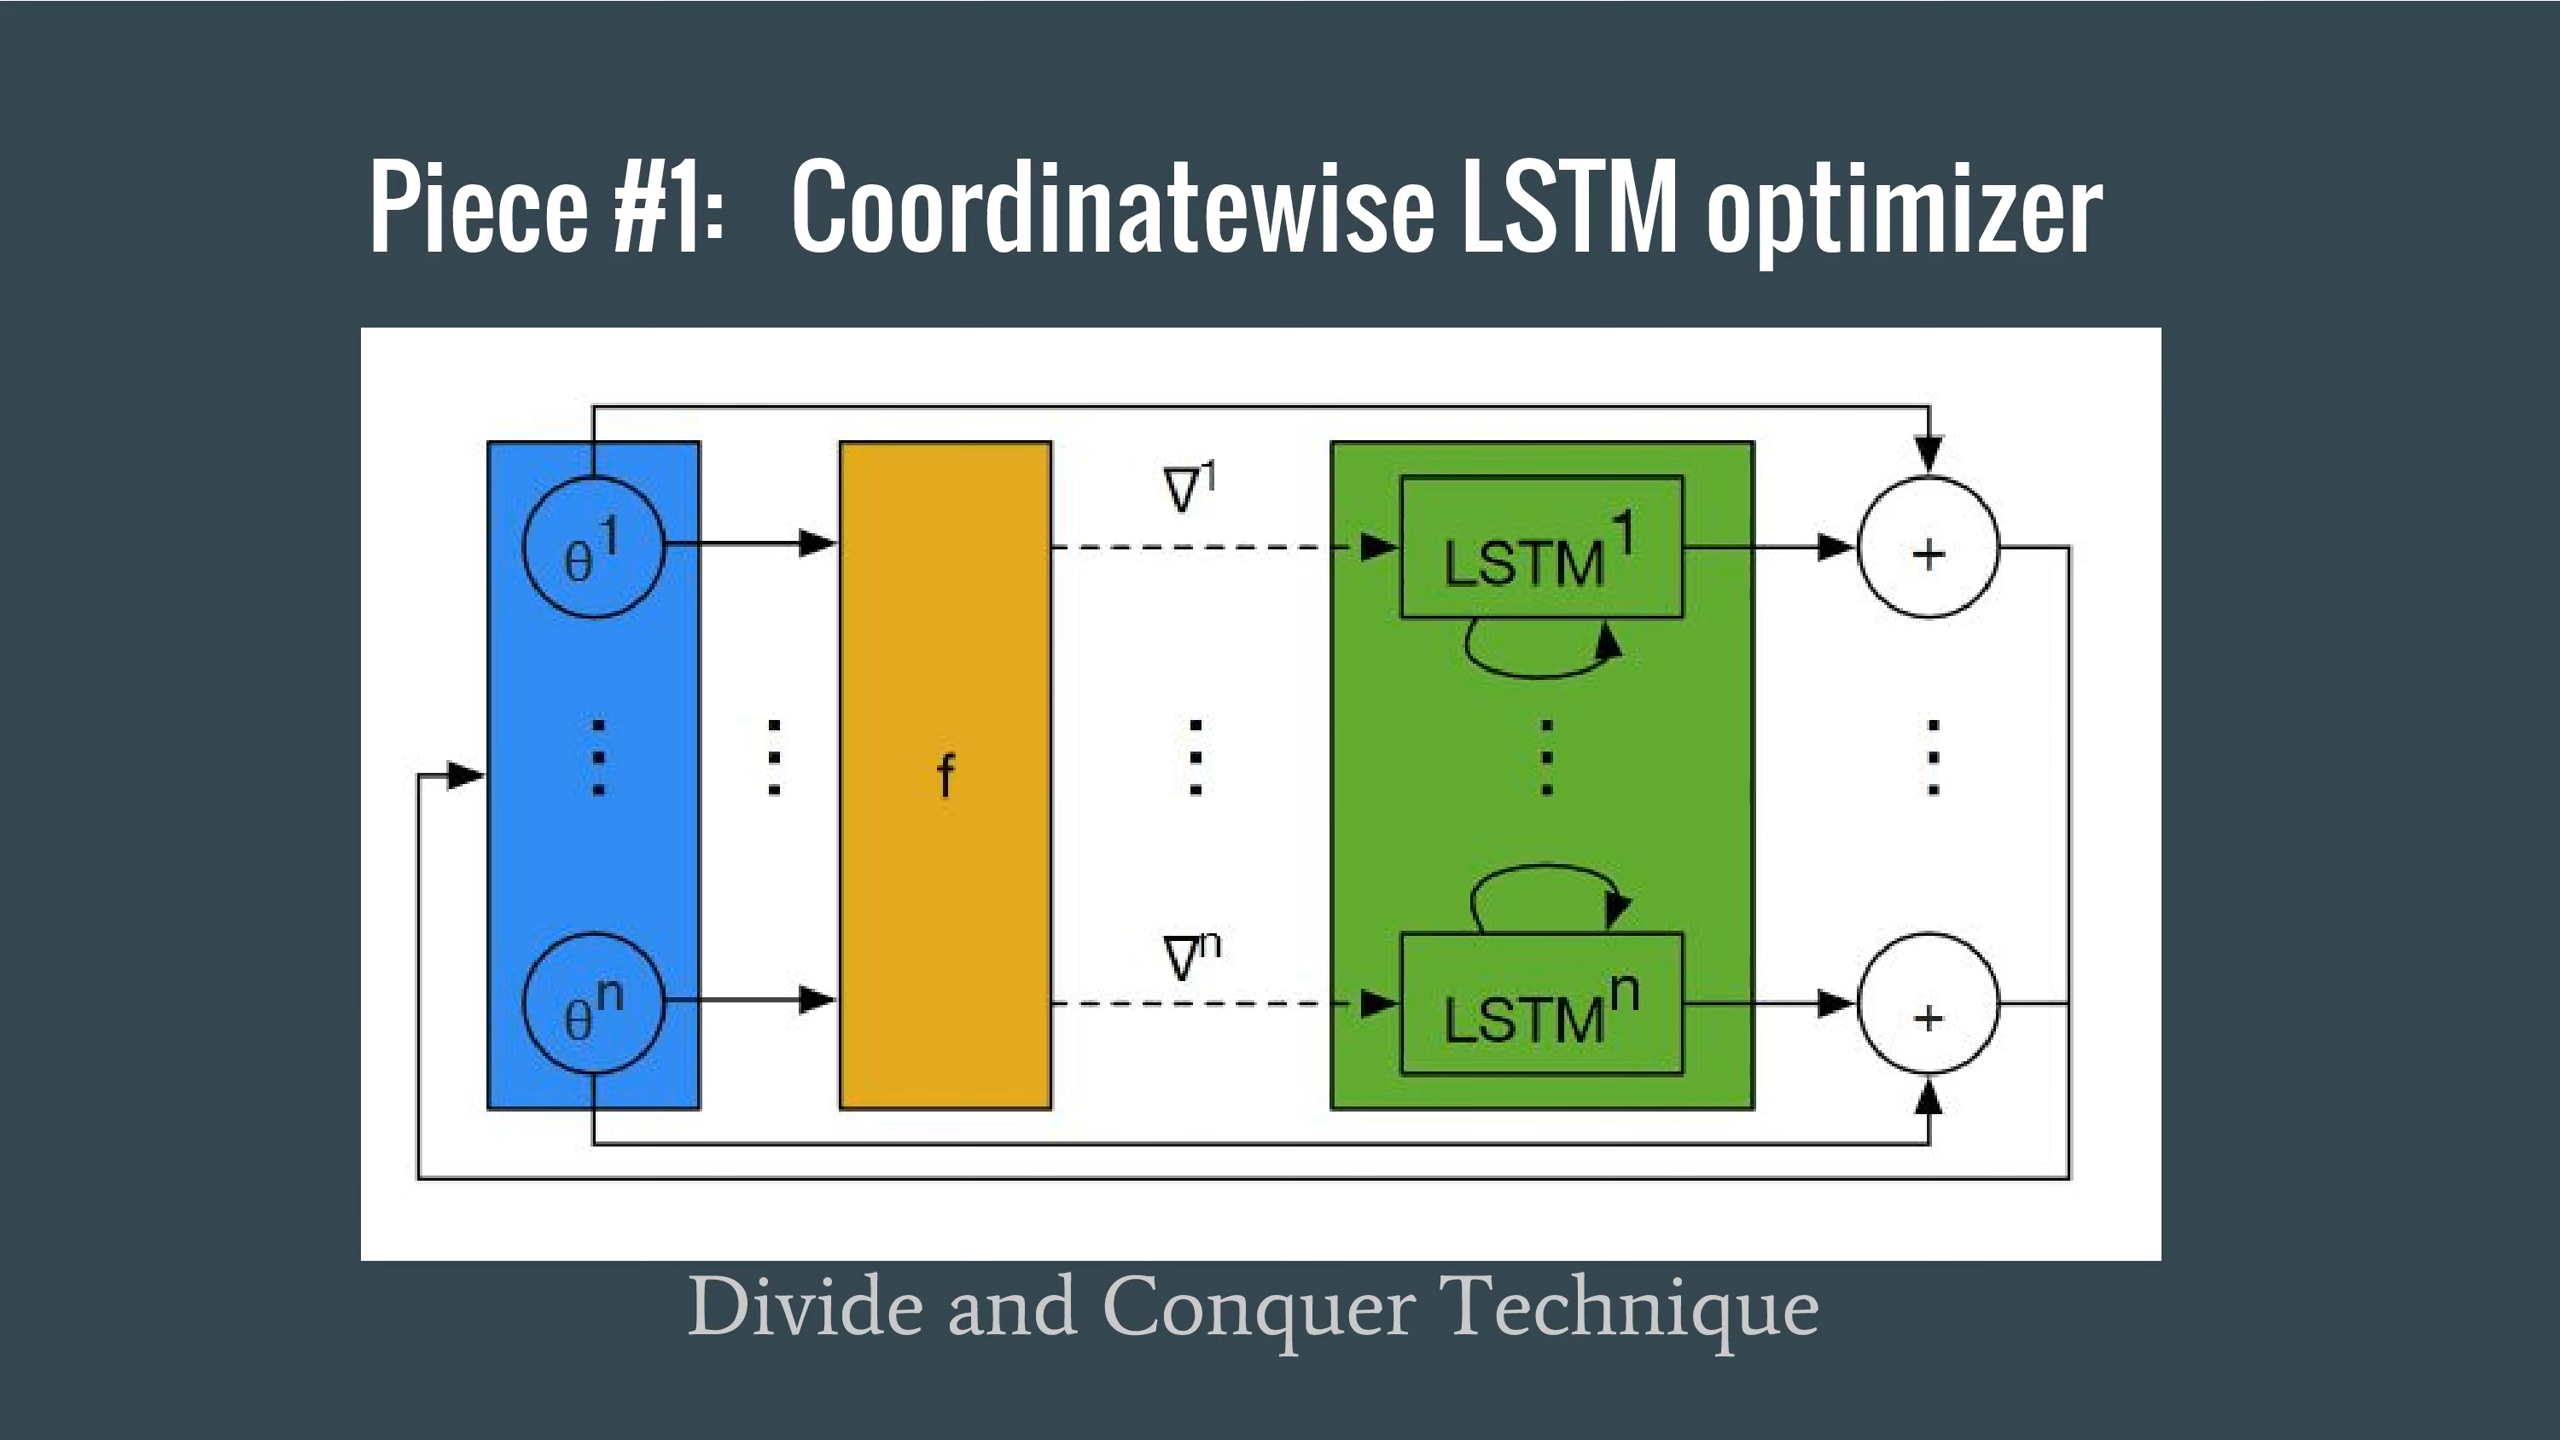 Piece #1: Coordinatewise LSTM optimizer
∇¹
θ¹
LSTM¹
+
f
∇ⁿ
θⁿ
LSTMⁿ
+
Divide and Conquer Technique